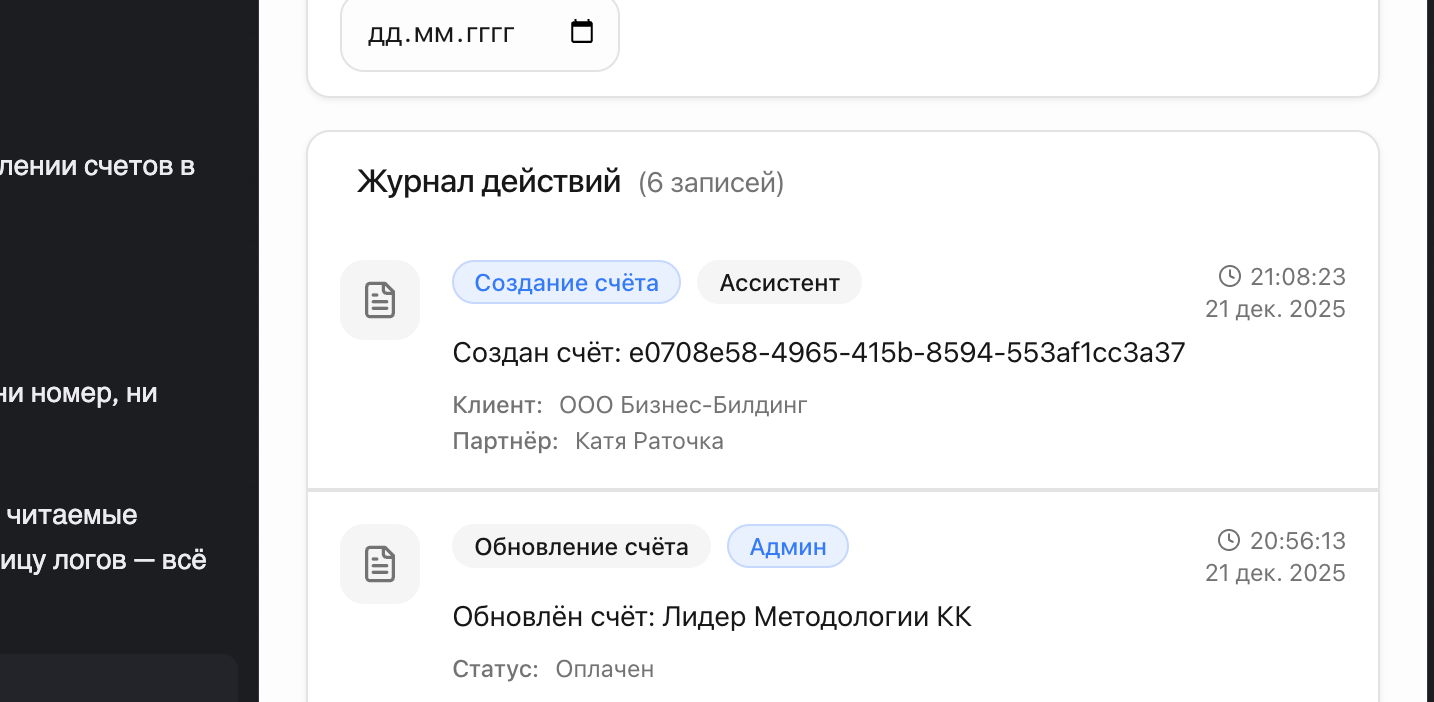 лении счетов в
ни номер, ни
читаемые
ицу логов — всё
дд.мм.гггг
Журнал действий (6 записей)
Создание счёта Ассистент 21:08:23
21 дек. 2025
Создан счёт: e0708e58-4965-415b-8594-553af1cc3a37
Клиент: ООО Бизнес-Билдинг
Партнёр: Катя Раточка
Обновление счёта Админ 20:56:13
21 дек. 2025
Обновлён счёт: Лидер Методологии КК
Статус: Оплачен